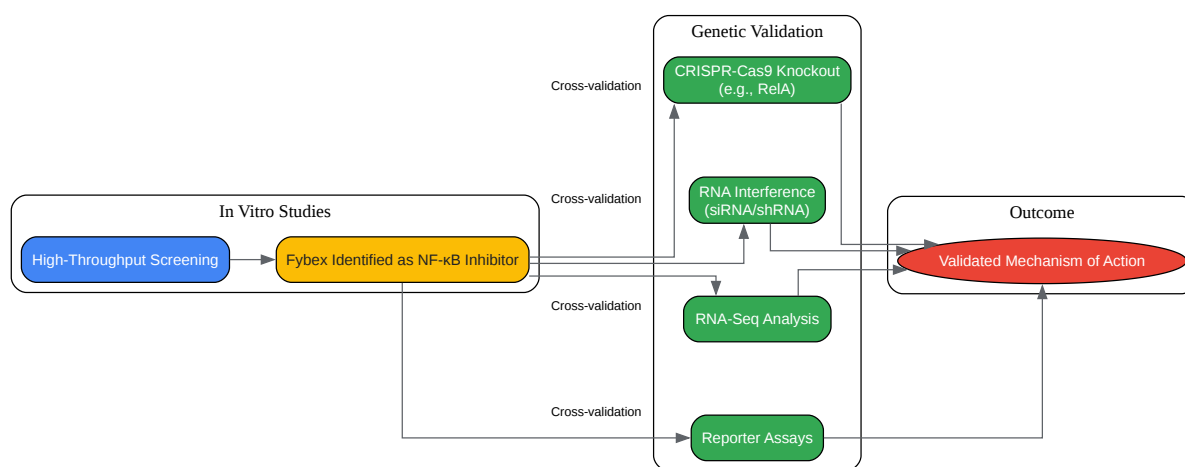 Genetic Validation
Cross-validation
CRISPR-Cas9 Knockout
(e.g., RelA)
Cross-validation
RNA Interference
(siRNA/shRNA)
In Vitro Studies
High-Throughput Screening
Fybex Identified as NF-κB Inhibitor
Outcome
Validated Mechanism of Action
Cross-validation
RNA-Seq Analysis
Cross-validation
Reporter Assays